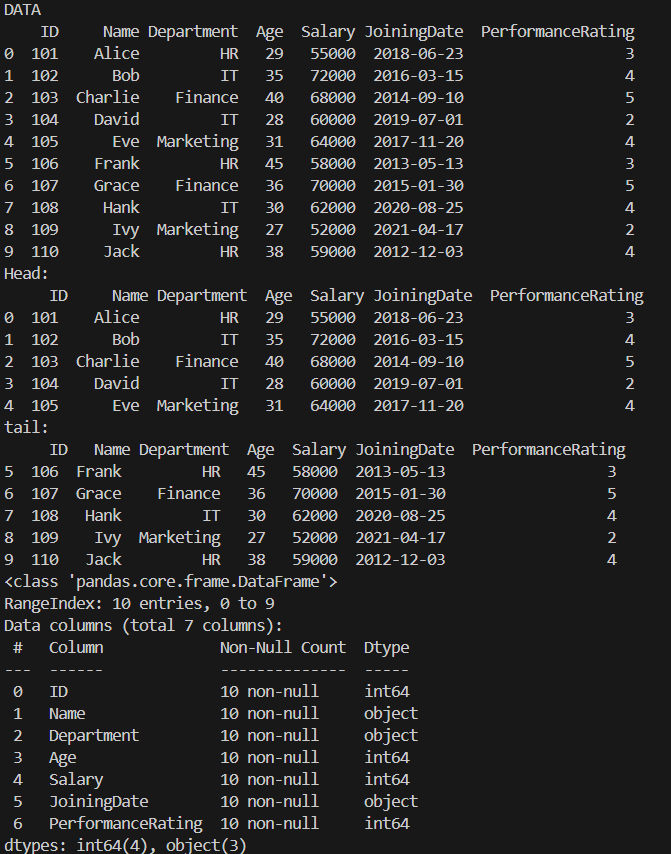 DATA
    ID     Name Department  Age  Salary JoiningDate  PerformanceRating
0  101    Alice         HR   29   55000  2018-06-23                  3
1  102      Bob         IT   35   72000  2016-03-15                  4
2  103  Charlie    Finance   40   68000  2014-09-10                  5
3  104    David         IT   28   60000  2019-07-01                  2
4  105      Eve  Marketing   31   64000  2017-11-20                  4
5  106    Frank         HR   45   58000  2013-05-13                  3
6  107    Grace    Finance   36   70000  2015-01-30                  5
7  108     Hank         IT   30   62000  2020-08-25                  4
8  109      Ivy  Marketing   27   52000  2021-04-17                  2
9  110     Jack         HR   38   59000  2012-12-03                  4
Head:
     ID     Name Department  Age  Salary JoiningDate  PerformanceRating
0  101    Alice         HR   29   55000  2018-06-23                  3
1  102      Bob         IT   35   72000  2016-03-15                  4
2  103  Charlie    Finance   40   68000  2014-09-10                  5
3  104    David         IT   28   60000  2019-07-01                  2
4  105      Eve  Marketing   31   64000  2017-11-20                  4
tail:
     ID   Name Department  Age  Salary JoiningDate  PerformanceRating
5  106  Frank         HR   45   58000  2013-05-13                  3
6  107  Grace    Finance   36   70000  2015-01-30                  5
7  108   Hank         IT   30   62000  2020-08-25                  4
8  109    Ivy  Marketing   27   52000  2021-04-17                  2
9  110   Jack         HR   38   59000  2012-12-03                  4
<class 'pandas.core.frame.DataFrame'>
RangeIndex: 10 entries, 0 to 9
Data columns (total 7 columns):
 #   Column             Non-Null Count  Dtype
---  ------             --------------  -----
 0   ID                 10 non-null     int64
 1   Name               10 non-null     object
 2   Department         10 non-null     object
 3   Age                10 non-null     int64
 4   Salary             10 non-null     int64
 5   JoiningDate        10 non-null     object
 6   PerformanceRating  10 non-null     int64
dtypes: int64(4), object(3)